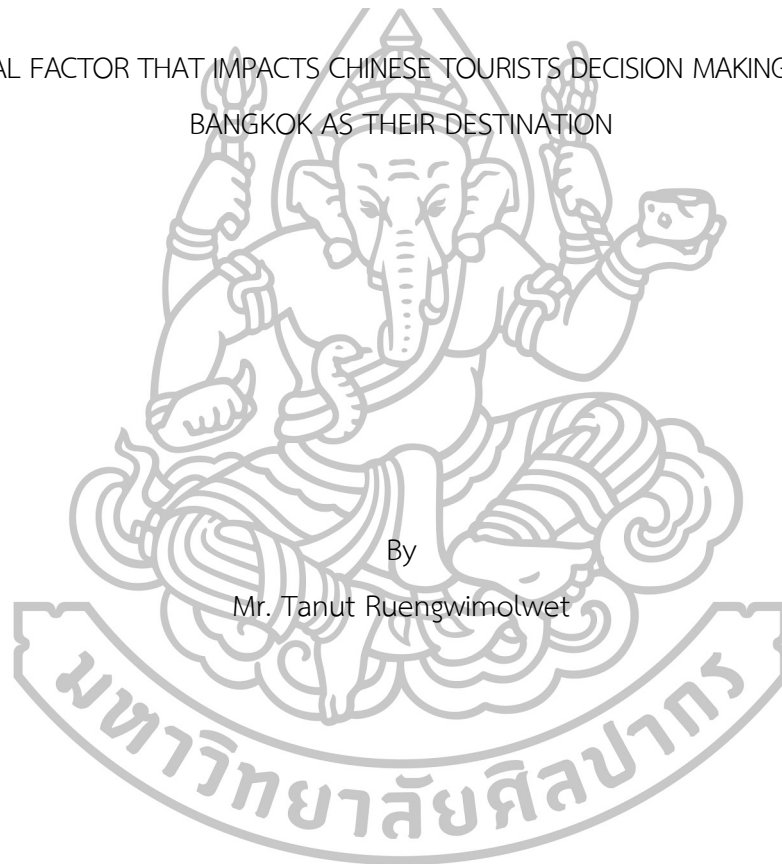 AL FACTOR THAT IMPACTS CHINESE TOURISTS DECISION MAKING
BANGKOK AS THEIR DESTINATION
By
Mr. Tanut Ruengwimolwet
มหาวิทยาลัยศิลปากร